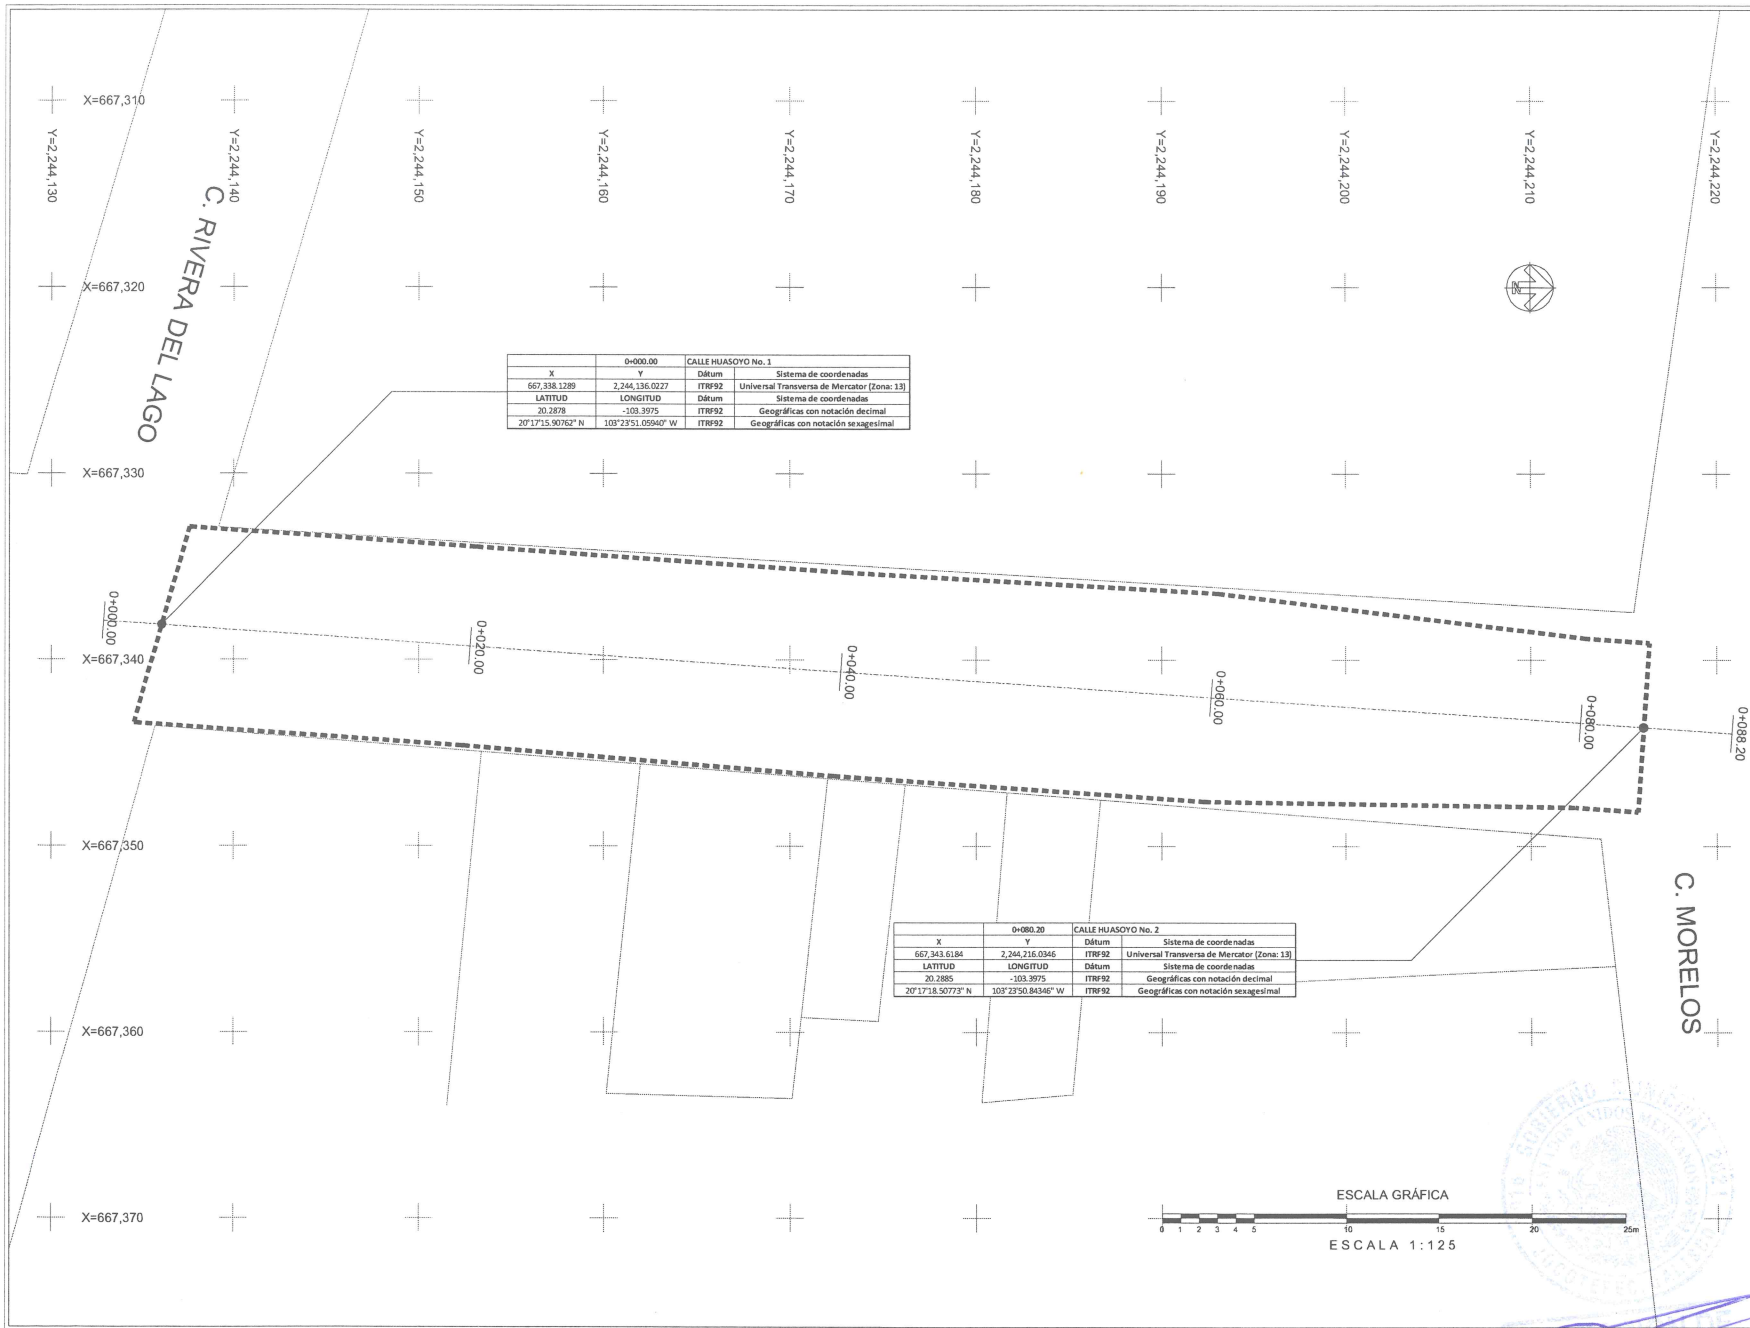 X=667,310
Y=2,244,130
Y=2,244,140
Y=2,244,150
Y=2,244,160
Y=2,244,170
Y=2,244,180
Y=2,244,190
Y=2,244,200
Y=2,244,210
Y=2,244,220
C. RIVERA DEL LAGO
X=667,320
N
0+000.00 CALLE HUASOYO No. 1
X Y Dátum Sistema de coordenadas
667,338.1289 2,244,136.0227 ITRF92 Universal Transversa de Mercator (Zona: 13)
LATITUD LONGITUD Dátum Sistema de coordenadas
20.2878 -103.3975 ITRF92 Geográficas con notación decimal
20°17'15.90762" N 103°23'51.05940" W ITRF92 Geográficas con notación sexagesimal
X=667,330
0+000.00
0+020.00
0+040.00
0+060.00
0+080.00
0+088.20
X=667,340
X=667,350
C. MORELOS
0+080.20 CALLE HUASOYO No. 2
X Y Dátum Sistema de coordenadas
667,343.6184 2,244,216.0346 ITRF92 Universal Transversa de Mercator (Zona: 13)
LATITUD LONGITUD Dátum Sistema de coordenadas
20.2885 -103.3975 ITRF92 Geográficas con notación decimal
20°17'18.50773" N 103°23'50.84346" W ITRF92 Geográficas con notación sexagesimal
X=667,360
X=667,370
ESCALA GRÁFICA
0 1 2 3 4 5 10 15 20 25m
ESCALA 1:125
GOBIERNO MUNICIPAL
ESTADOS UNIDOS MEXICANOS